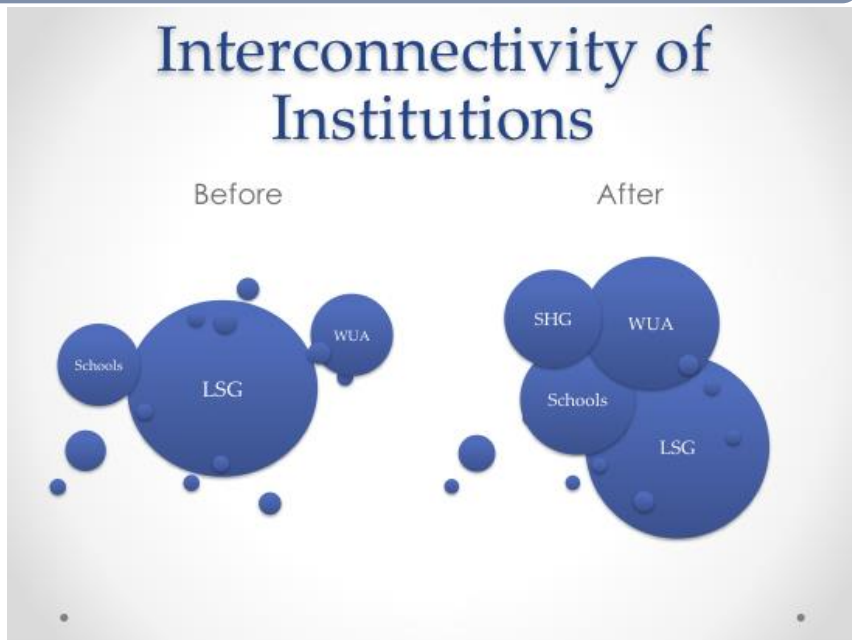 Interconnectivity of
Institutions
Before
After
Schools
LSG
WUA
SHG
WUA
Schools
LSG